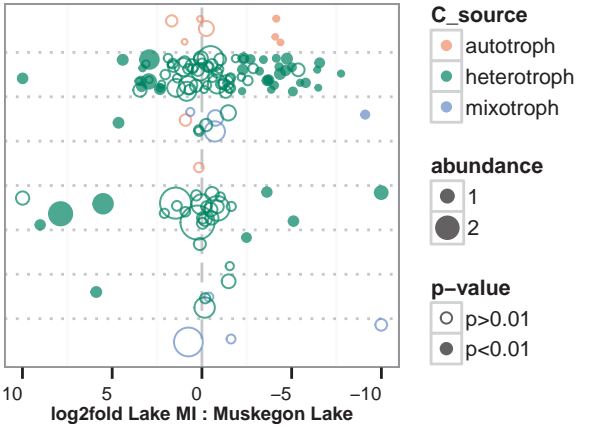 C_source
autotroph
heterotroph
mixotroph
abundance
1
2
p-value
p>0.01
p<0.01
10 5 0 −5 −10
log2fold Lake MI : Muskegon Lake